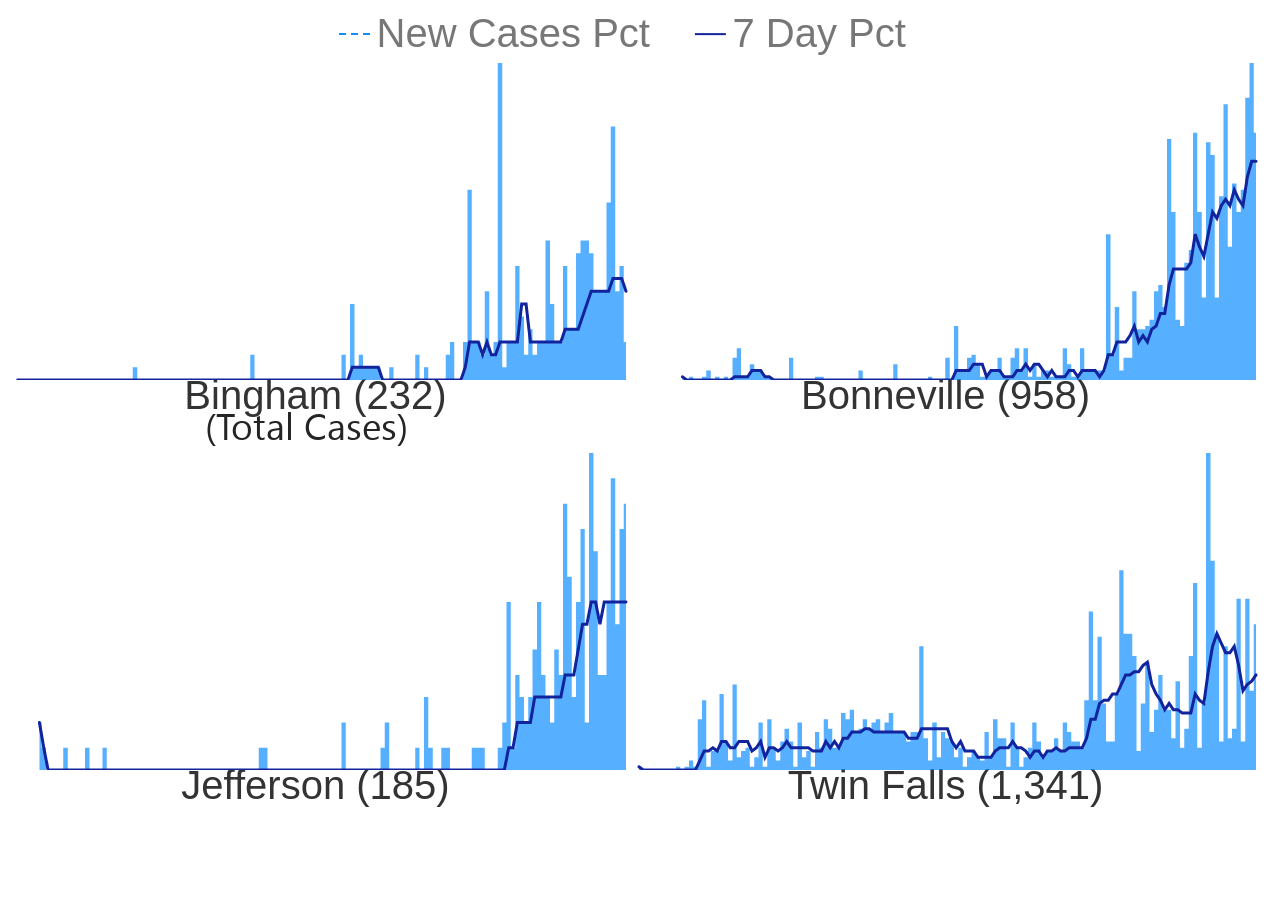 New Cases Pct 7 Day Pct
Bingham (232) Bonneville (958)
(Total Cases)
Jefferson (185) Twin Falls (1,341)